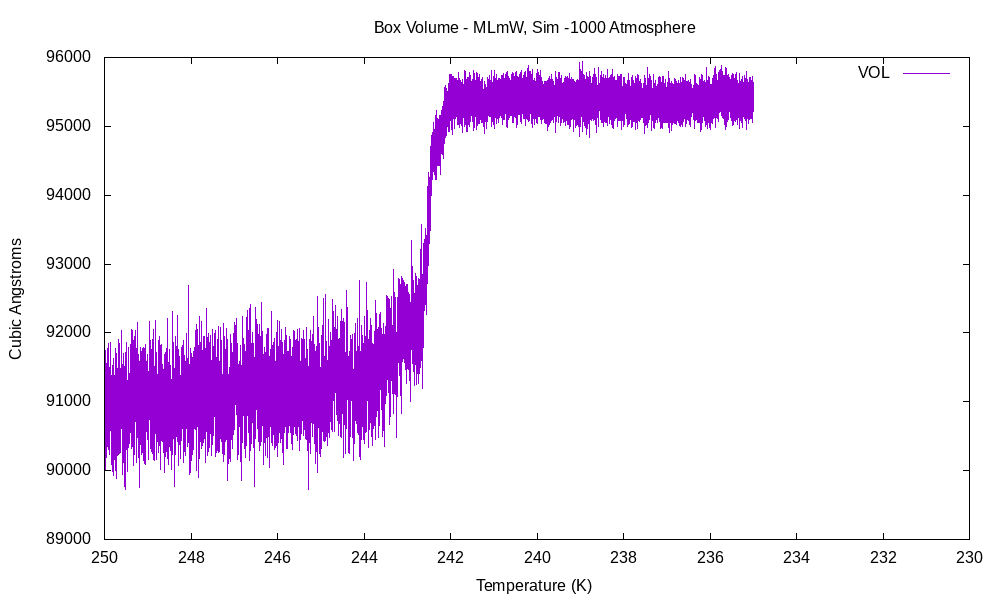 Box Volume - MLmW, Sim -1000 Atmosphere
VOL
96000
95000
94000
93000
92000
91000
90000
89000
Cubic Angstroms
250 248 246 244 242 240 238 236 234 232 230
Temperature (K)